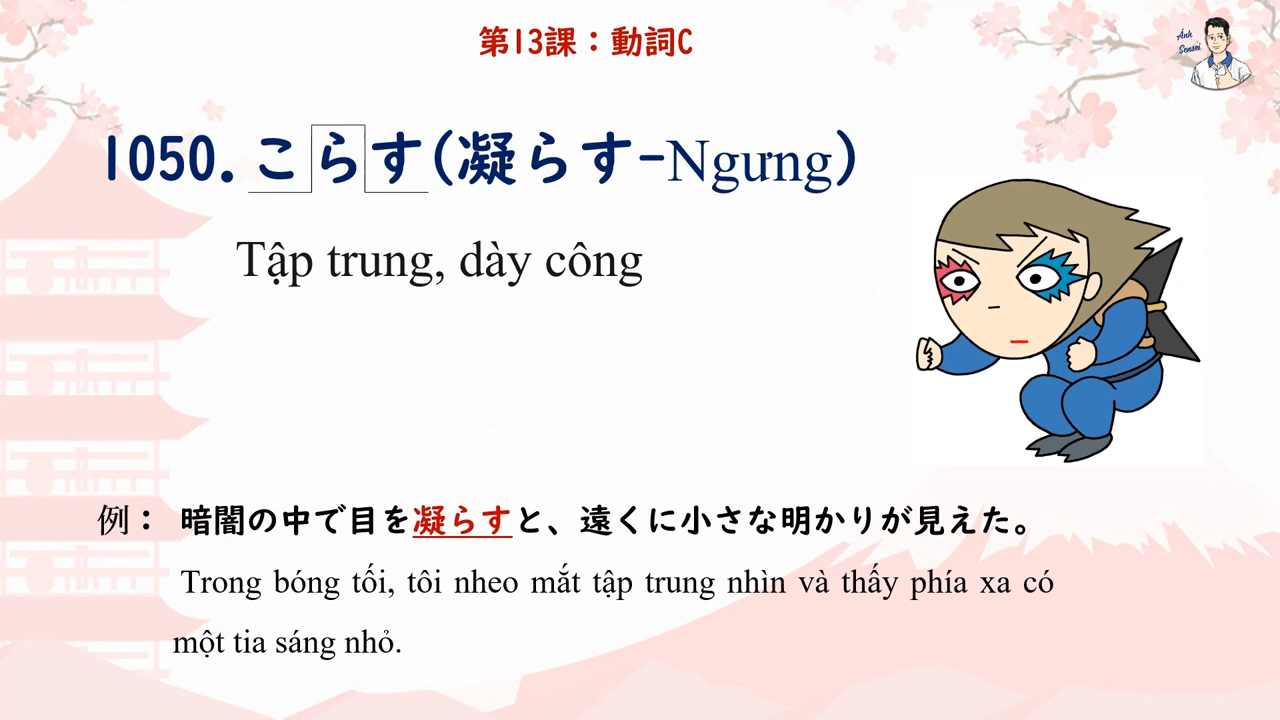 第13課：動詞C
Ánh
Sensei
1050.こらす(凝らす-Ngưng)
Tập trung, dày công
例： 暗闇の中で目を凝らすと、遠くに小さな明かりが見えた。
Trong bóng tối, tôi nheo mắt tập trung nhìn và thấy phía xa có
một tia sáng nhỏ.